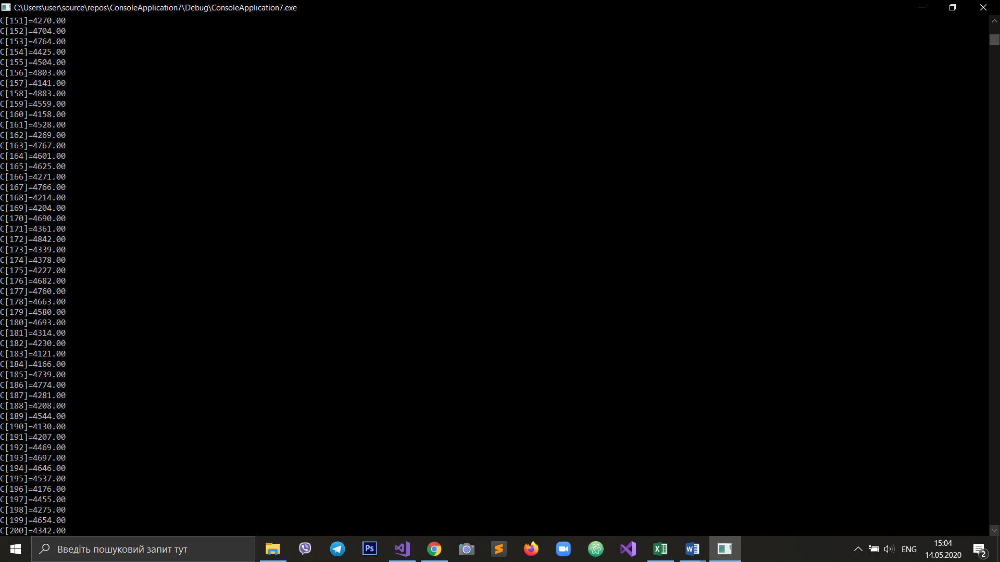 C:\Users\user\source\repos\ConsoleApplication7\Debug\ConsoleApplication7.exe
C[151]=4270.00
C[152]=4704.00
C[153]=4764.00
C[154]=4425.00
C[155]=4504.00
C[156]=4803.00
C[157]=4141.00
C[158]=4883.00
C[159]=4559.00
C[160]=4158.00
C[161]=4528.00
C[162]=4269.00
C[163]=4767.00
C[164]=4601.00
C[165]=4625.00
C[166]=4271.00
C[167]=4766.00
C[168]=4214.00
C[169]=4204.00
C[170]=4690.00
C[171]=4361.00
C[172]=4842.00
C[173]=4339.00
C[174]=4378.00
C[175]=4227.00
C[176]=4682.00
C[177]=4760.00
C[178]=4663.00
C[179]=4580.00
C[180]=4693.00
C[181]=4314.00
C[182]=4230.00
C[183]=4121.00
C[184]=4166.00
C[185]=4739.00
C[186]=4774.00
C[187]=4281.00
C[188]=4208.00
C[189]=4544.00
C[190]=4130.00
C[191]=4207.00
C[192]=4469.00
C[193]=4697.00
C[194]=4646.00
C[195]=4537.00
C[196]=4176.00
C[197]=4455.00
C[198]=4275.00
C[199]=4654.00
C[200]=4342.00
Введіть пошуковий запит тут
Ps
ENG
15:04
14.05.2020
2